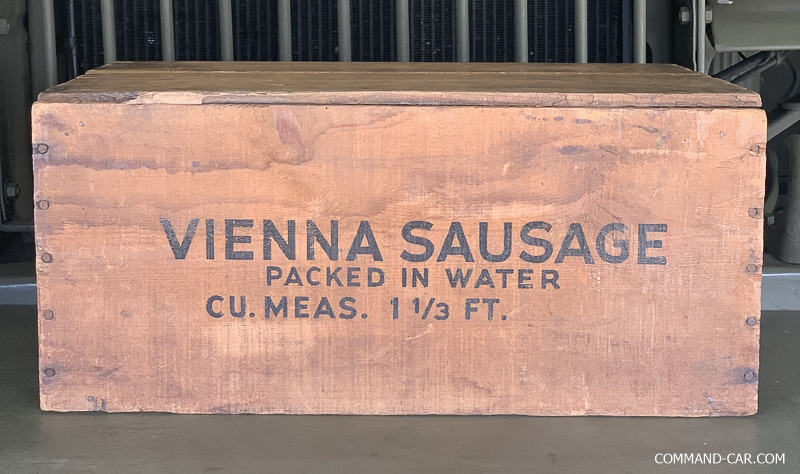 VIENNA SAUSAGE
PACKED IN WATER
CU. MEAS. 1 1/3 FT.
COMMAND-CAR.COM